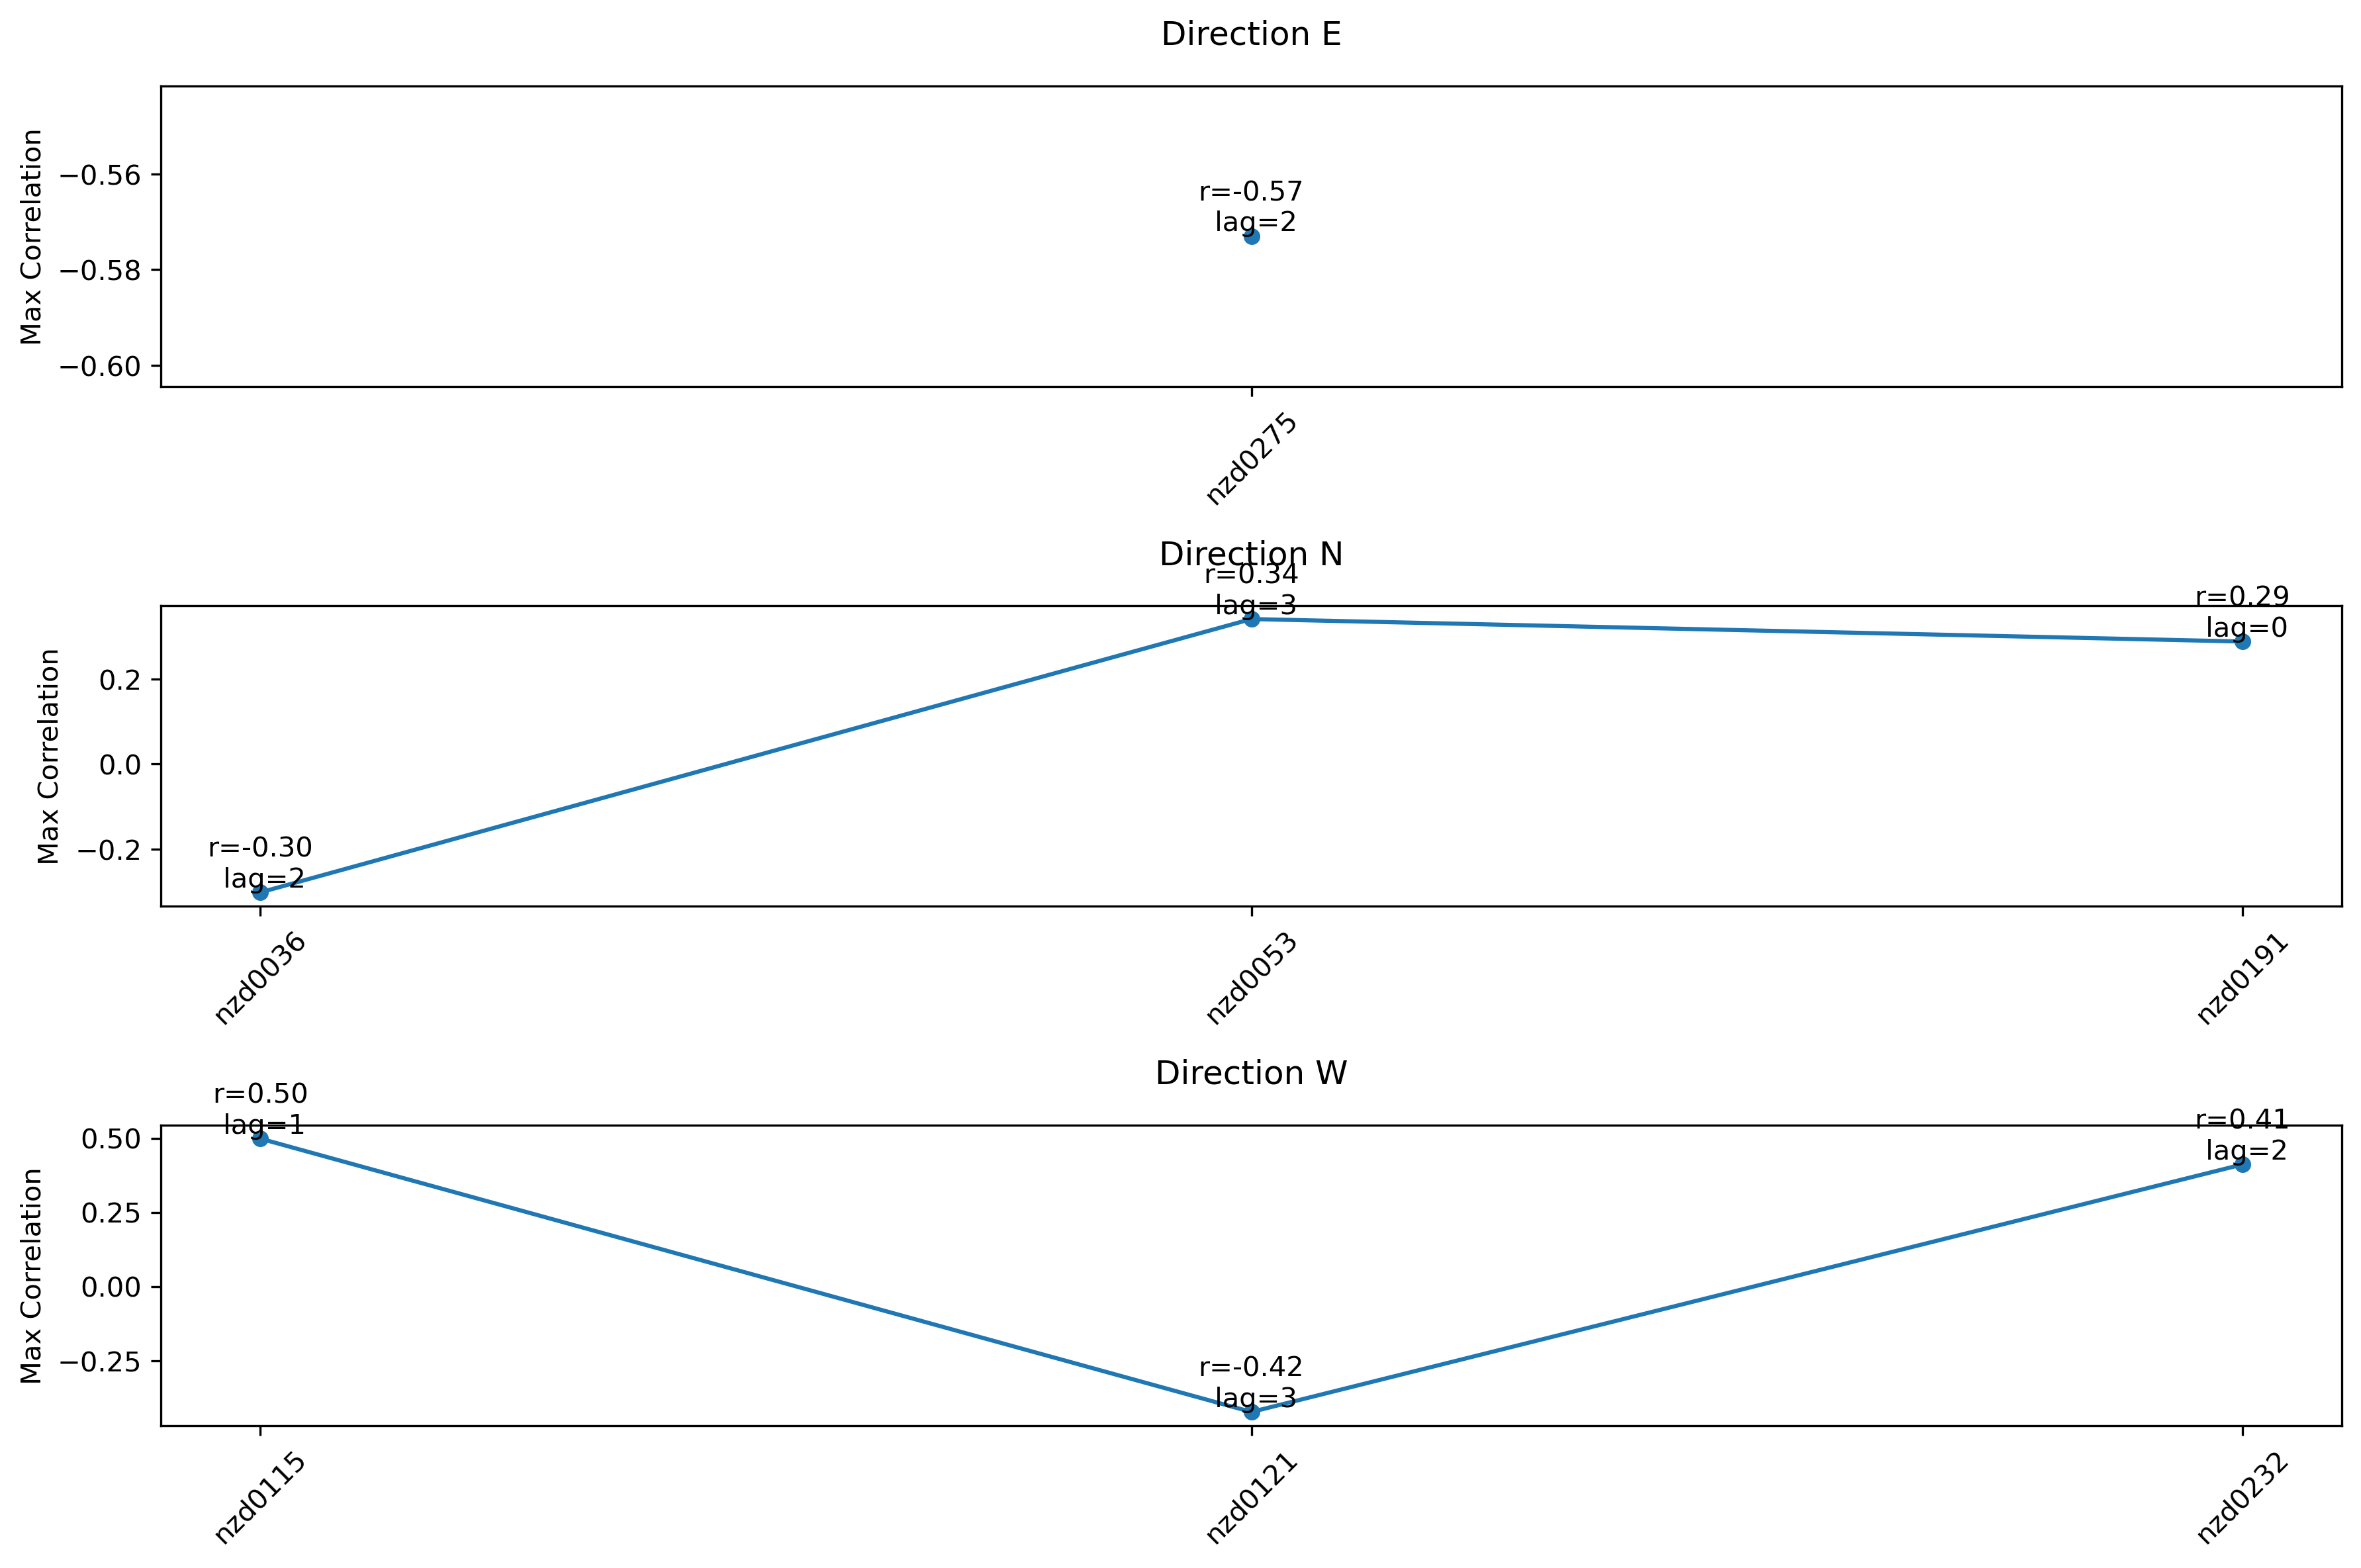 Direction E
Max Correlation
−0.56
−0.58
−0.60
r=-0.57
lag=2
nzd0275
Direction N
Max Correlation
0.2
0.0
−0.2
r=-0.30
lag=2
r=0.34
lag=3
r=0.29
lag=0
nzd0036
nzd0053
nzd0191
Direction W
Max Correlation
0.50
0.25
0.00
−0.25
r=0.50
lag=1
r=-0.42
lag=3
r=0.41
lag=2
nzd0115
nzd0121
nzd0232